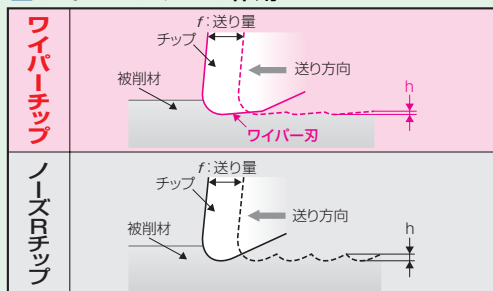 ワイパーチップ
f:送り量
チップ
送り方向
被削材
h
ワイパー刃
ノーズRチップ
f:送り量
チップ
送り方向
被削材
h